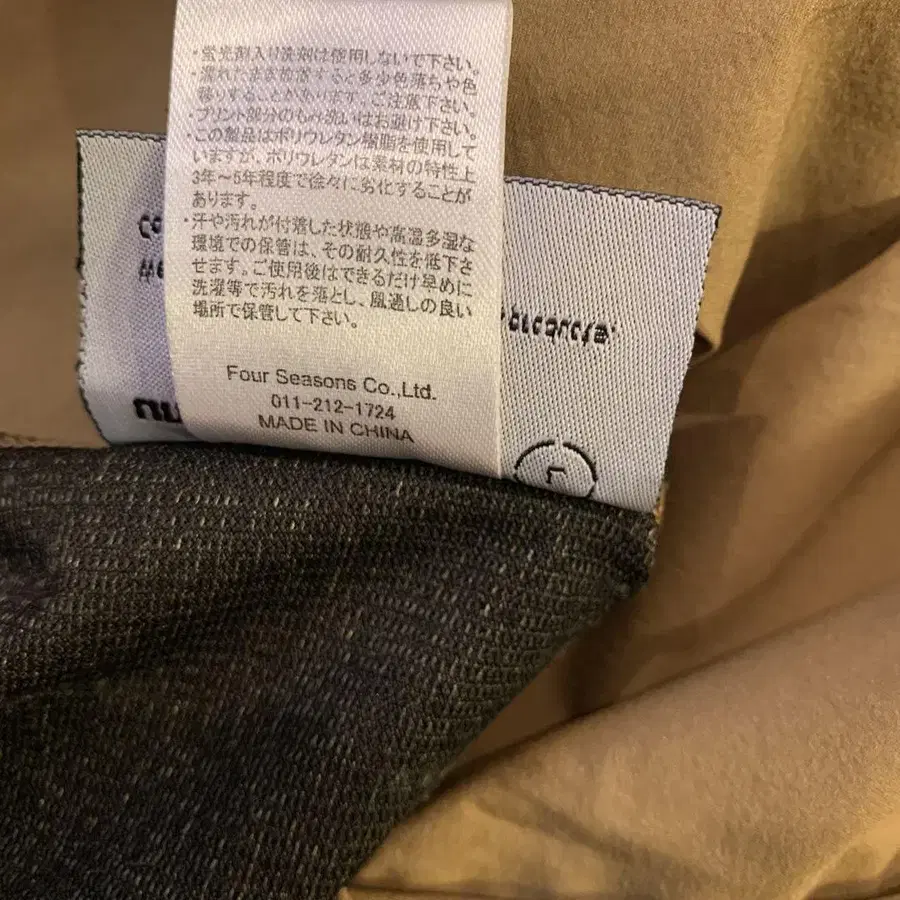 ・蛍光剤入り洗剤は使用しないで下さい。
・濡れたまま放置すると多少色落ちや色
移りすることがあります。ご注意下さい。
・プリント部分のもみ洗いはお避け下さい。
・この製品はポリウレタン樹脂を使用して
いますが、ポリウレタンは素材の特性上
3年〜5年程度で徐々に劣化することが
あります。
・汗や汚れが付着した状態や高温多湿な
環境での保管は、その耐久性を低下さ
せます。ご使用後はできるだけ早めに
洗濯等で汚れを落とし、風通しの良い
場所で保管して下さい。
Four Seasons Co.,Ltd.
011-212-1724
MADE IN CHINA
products.
nu
L